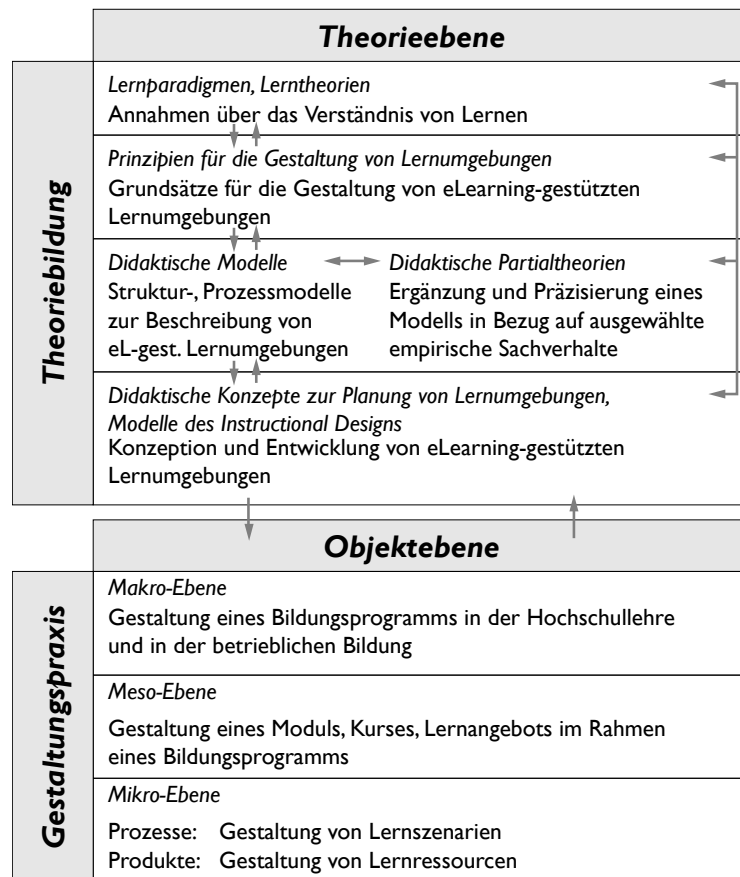 Theorieebene
Theoriebildung
Lernparadigmen, Lerntheorien
Annahmen über das Verständnis von Lernen
Prinzipien für die Gestaltung von Lernumgebungen
Grundsätze für die Gestaltung von eLearning-gestützten
Lernumgebungen
Didaktische Modelle
Struktur-, Prozessmodelle
zur Beschreibung von
eL-gest. Lernumgebungen
Didaktische Partialtheorien
Ergänzung und Präzisierung eines
Modells in Bezug auf ausgewählte
empirische Sachverhalte
Didaktische Konzepte zur Planung von Lernumgebungen,
Modelle des Instructional Designs
Konzeption und Entwicklung von eLearning-gestützten
Lernumgebungen
Objektebene
Gestaltungspraxis
Makro-Ebene
Gestaltung eines Bildungsprogramms in der Hochschullehre
und in der betrieblichen Bildung
Meso-Ebene
Gestaltung eines Moduls, Kurses, Lernangebots im Rahmen
eines Bildungsprogramms
Mikro-Ebene
Prozesse: Gestaltung von Lernszenarien
Produkte: Gestaltung von Lernressourcen